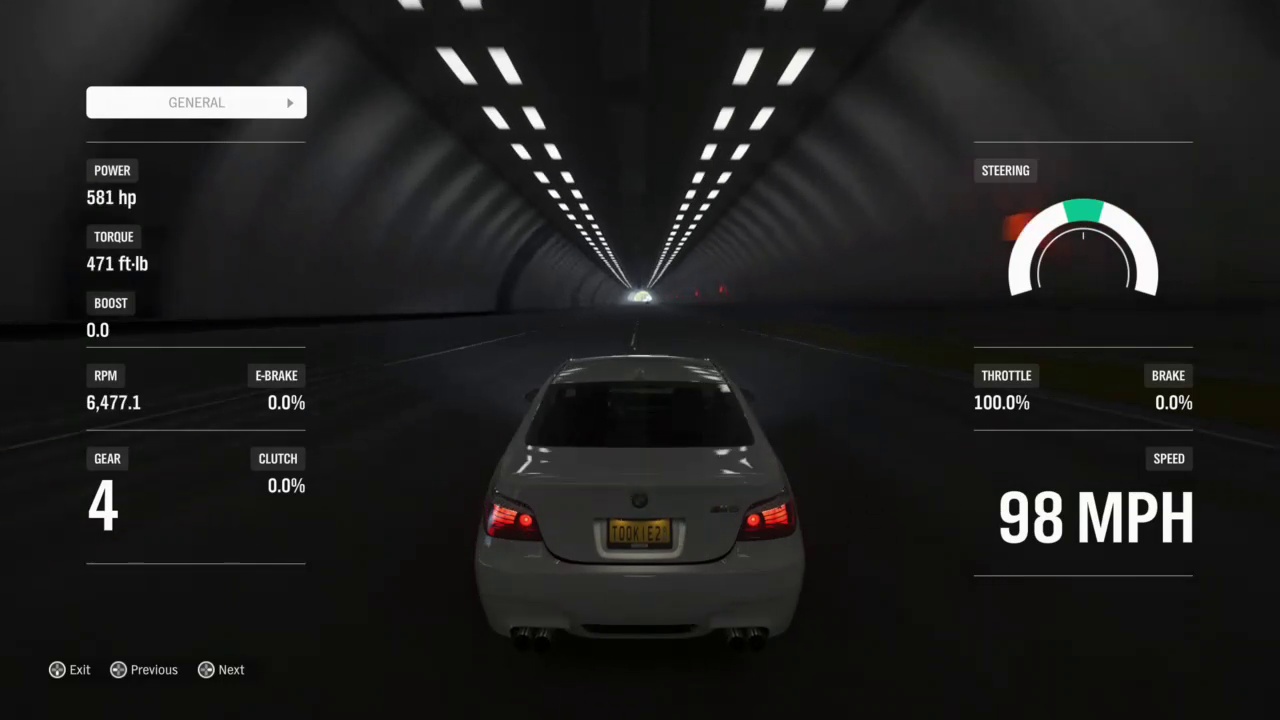 GENERAL
POWER
581 hp
TORQUE
471 ft·lb
BOOST
0.0
RPM
E-BRAKE
6,477.1
0.0%
GEAR
CLUTCH
4
0.0%
STEERING
THROTTLE
BRAKE
100.0%
0.0%
SPEED
98 MPH
TOOKIE2
Exit
Previous
Next